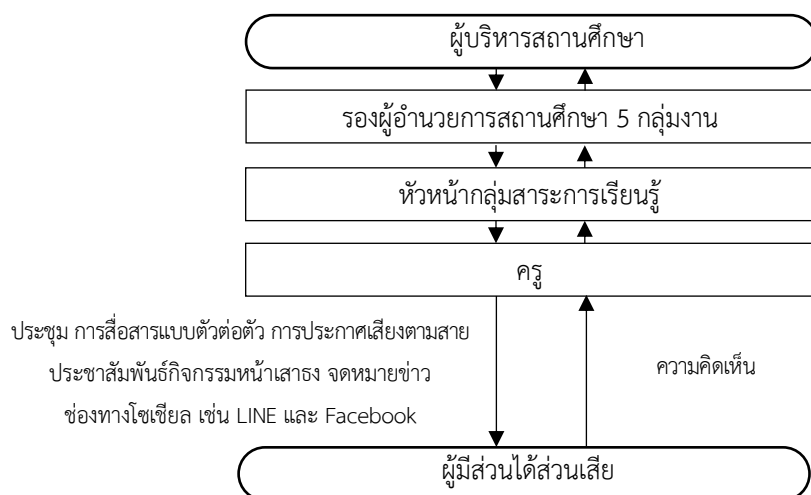 ผู้บริหารสถานศึกษา
รองผู้อำนวยการสถานศึกษา 5 กลุ่มงาน
หัวหน้ากลุ่มสาระการเรียนรู้
ครู
ประชุม การสื่อสารแบบตัวต่อตัว การประกาศเสียงตามสาย
ประชาสัมพันธ์กิจกรรมหน้าเสาธง จดหมายข่าว
ช่องทางโซเชียล เช่น LINE และ Facebook
ความคิดเห็น
ผู้มีส่วนได้ส่วนเสีย